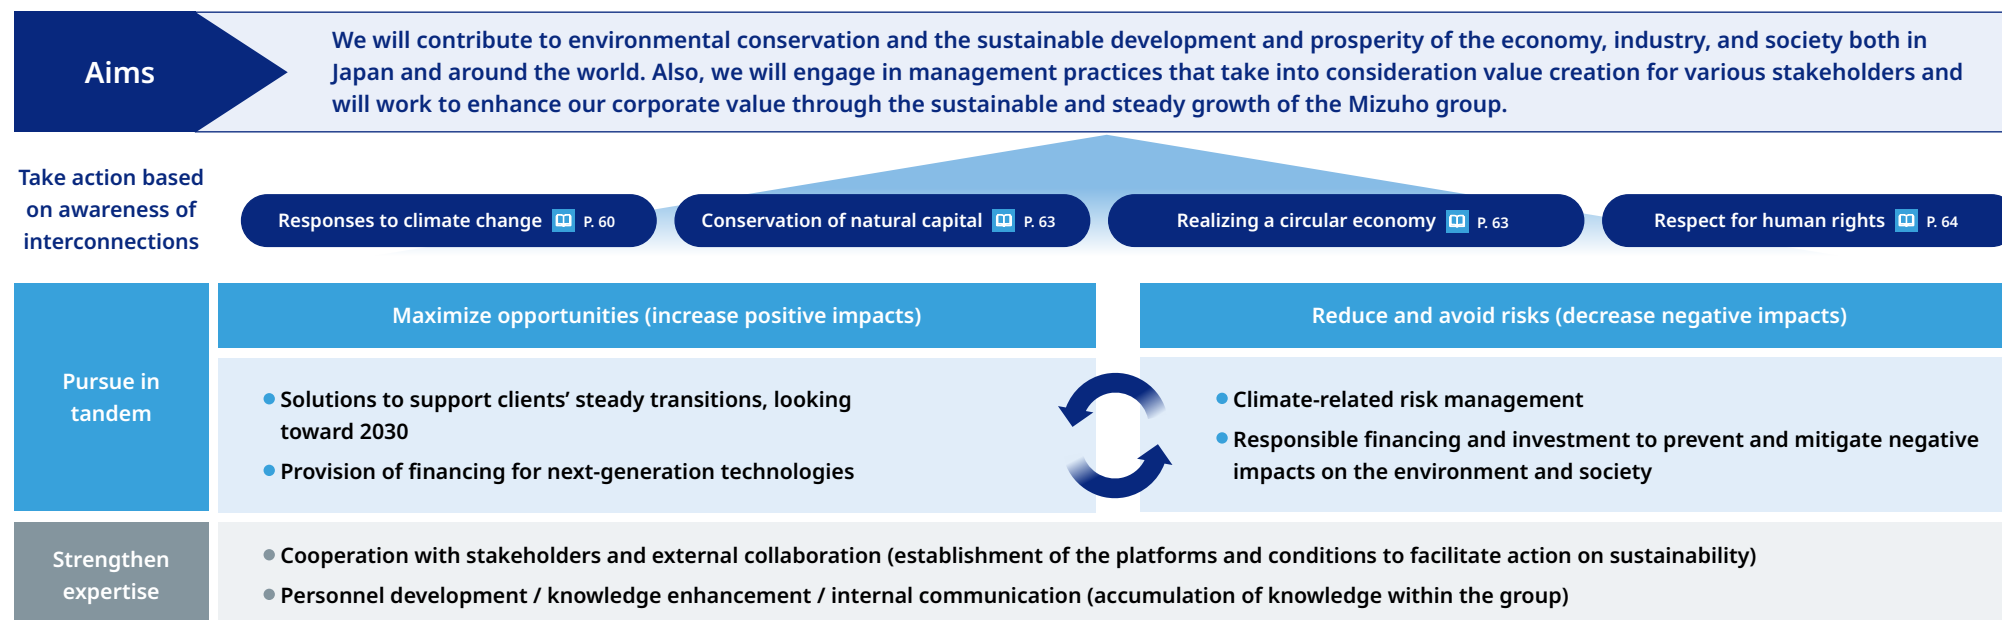 Aims
We will contribute to environmental conservation and the sustainable development and prosperity of the economy, industry, and society both in
Japan and around the world. Also, we will engage in management practices that take into consideration value creation for various stakeholders and
will work to enhance our corporate value through the sustainable and steady growth of the Mizuho group.
Take action based
on awareness of
interconnections
Responses to climate change P. 60
Conservation of natural capital P. 63
Realizing a circular economy P. 63
Respect for human rights P. 64
Pursue in
tandem
Maximize opportunities (increase positive impacts)
● Solutions to support clients’ steady transitions, looking
toward 2030
● Provision of financing for next-generation technologies
Reduce and avoid risks (decrease negative impacts)
● Climate-related risk management
● Responsible financing and investment to prevent and mitigate negative
impacts on the environment and society
Strengthen
expertise
● Cooperation with stakeholders and external collaboration (establishment of the platforms and conditions to facilitate action on sustainability)
● Personnel development / knowledge enhancement / internal communication (accumulation of knowledge within the group)